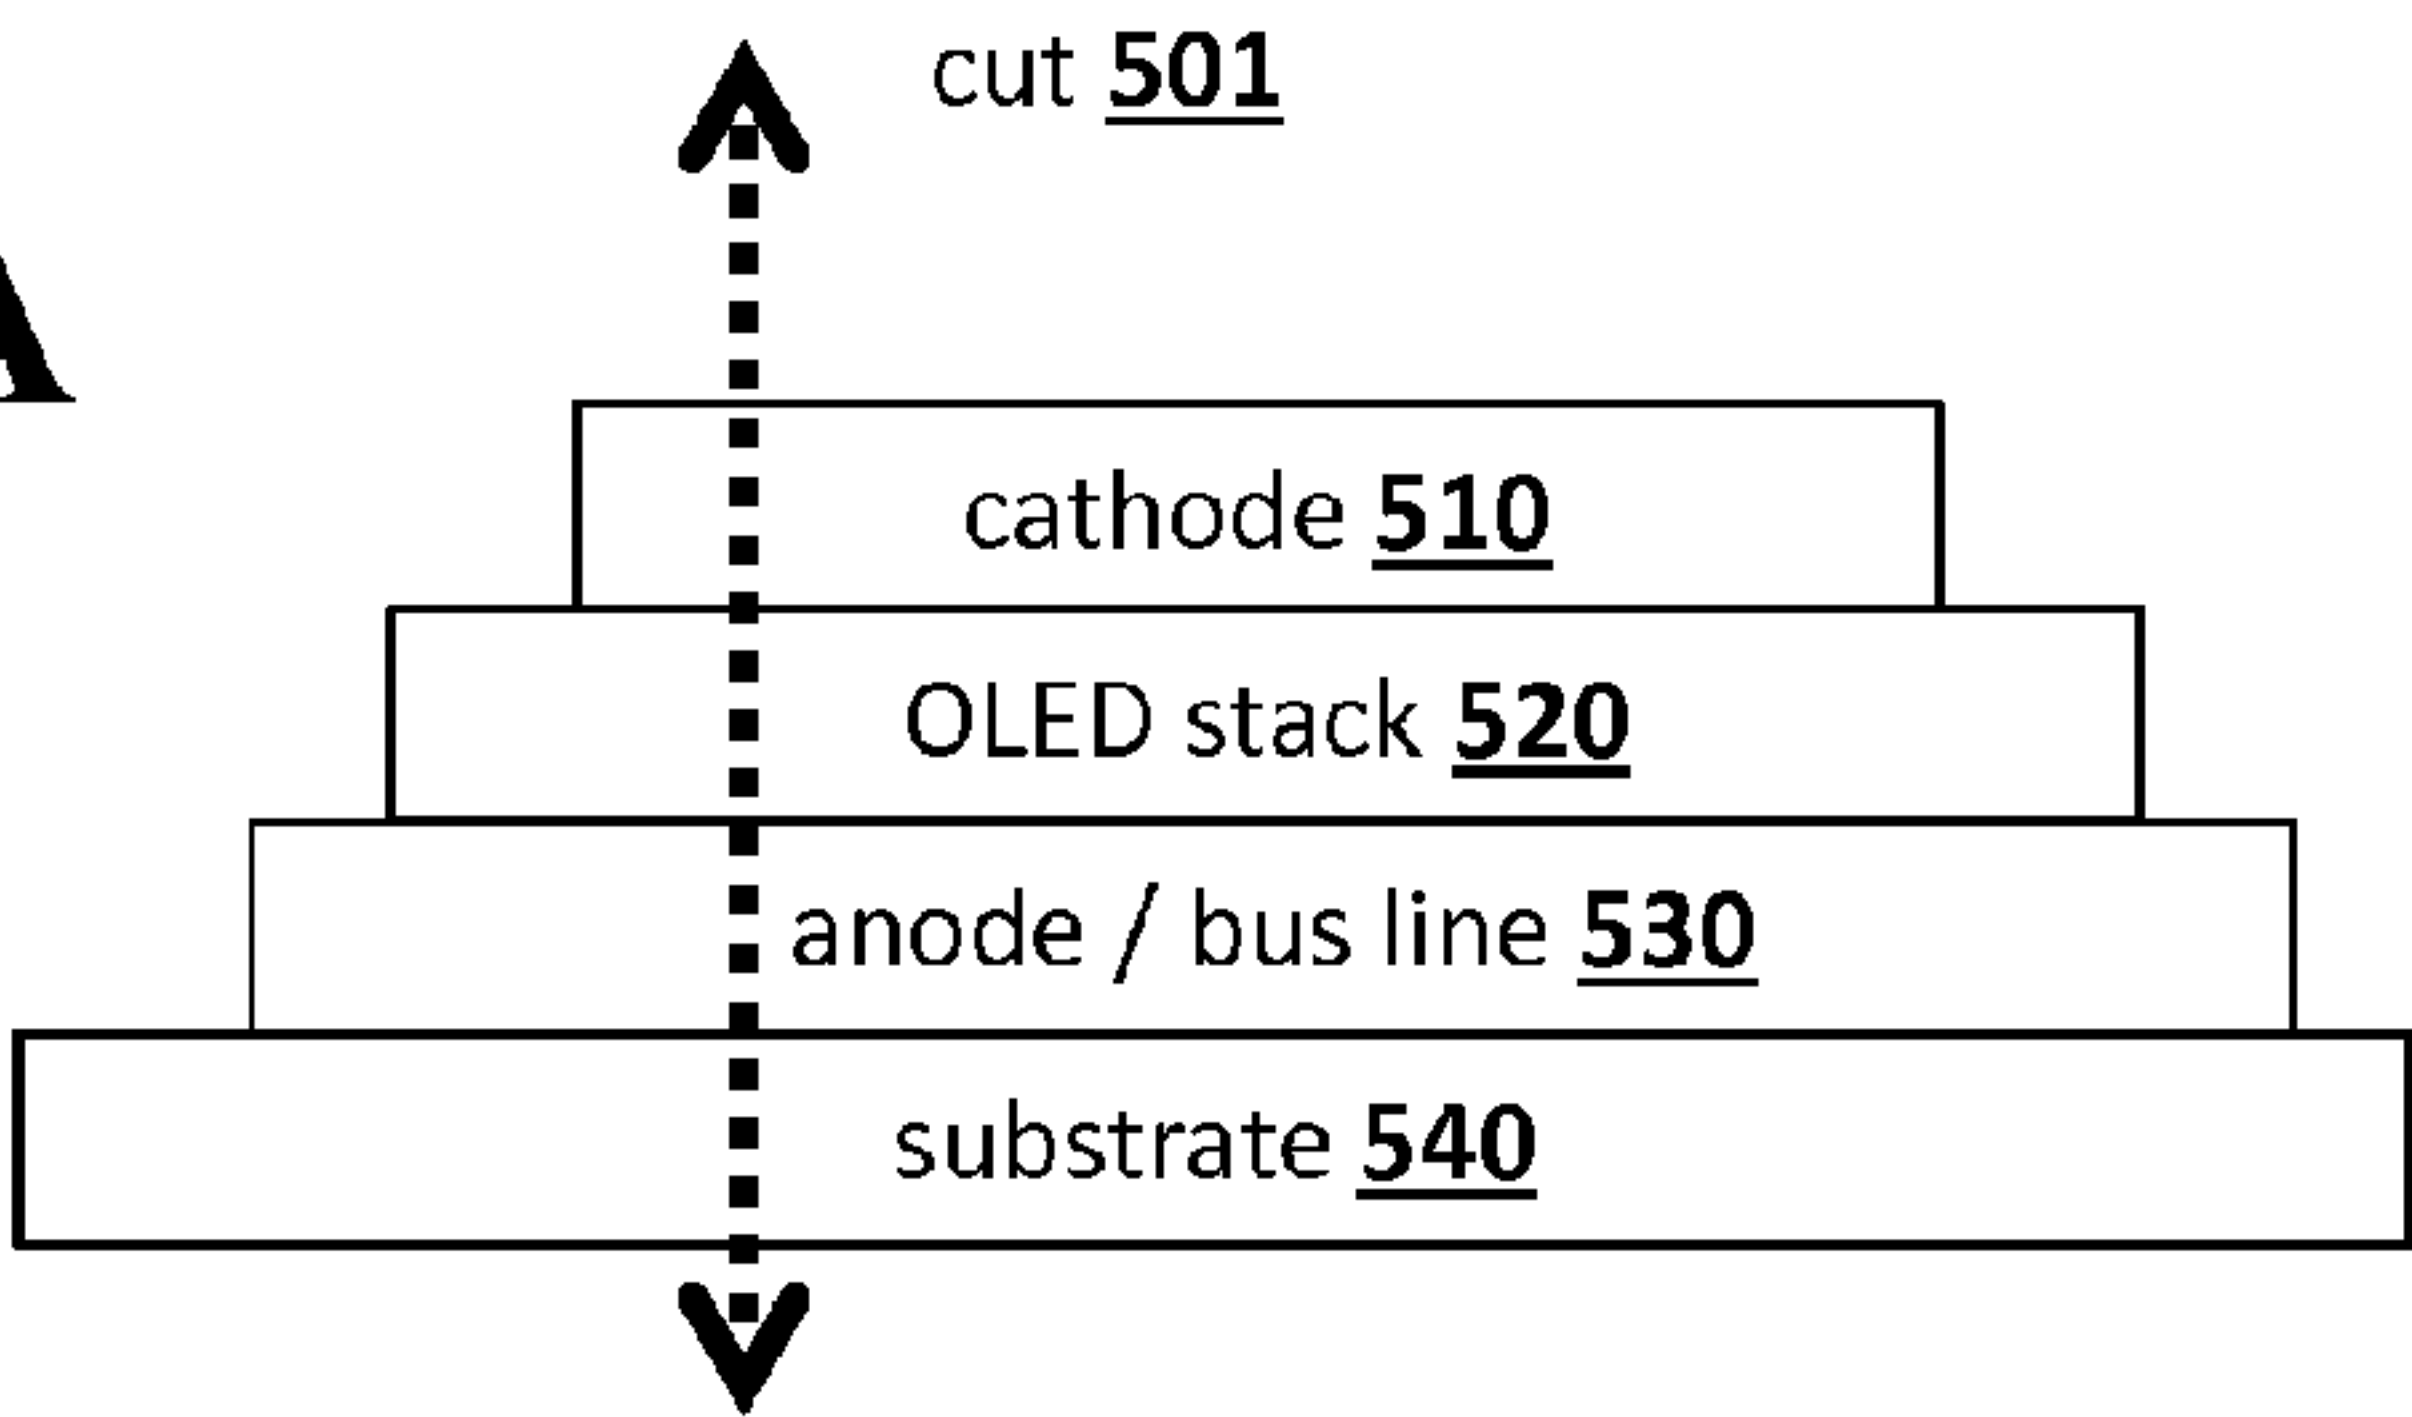 cut 501
A
cathode 510
OLED stack 520
anode / bus line 530
substrate 540